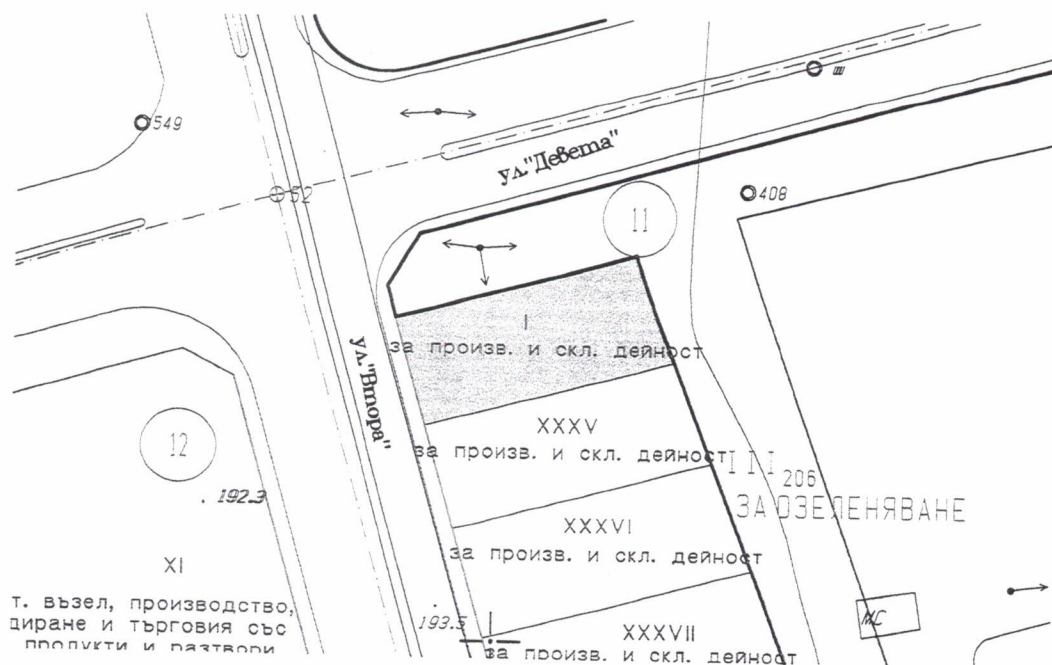 549
ул."Девета"
52
408
11
I
за произв. и скл. дейност
ул."Втора"
12
192.3
XXXV
за произв. и скл. дейност
III 206
ЗА ОЗЕЛЕНЯВАНЕ
XXXVI
за произв. и скл. дейност
XI
т. възел, производство,
диране и търговия със
продукти и разтвори
193.5
XXXVII
за произв. и скл. дейност
МС